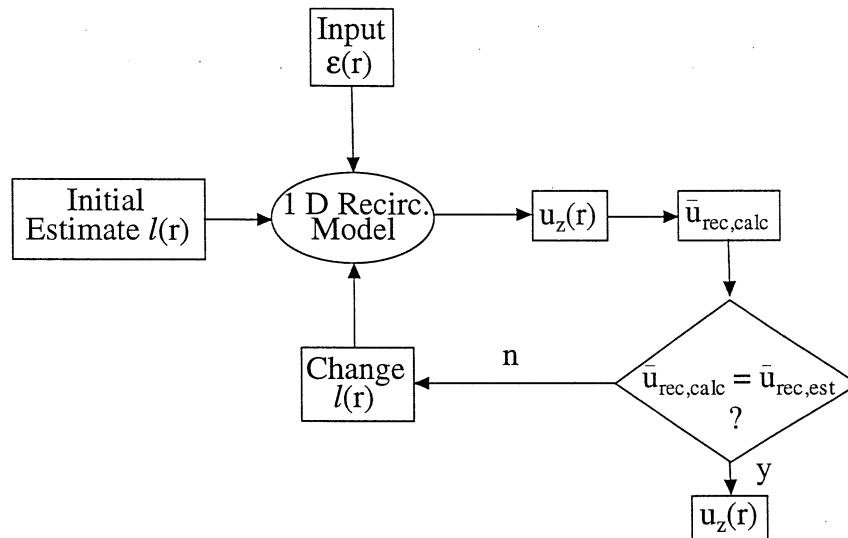 Input
ε(r)
Initial
Estimate l(r)
1 D Recirc.
Model
u_z(r)
ū_rec,calc
Change
l(r)
n
ū_rec,calc = ū_rec,est
?
y
u_z(r)